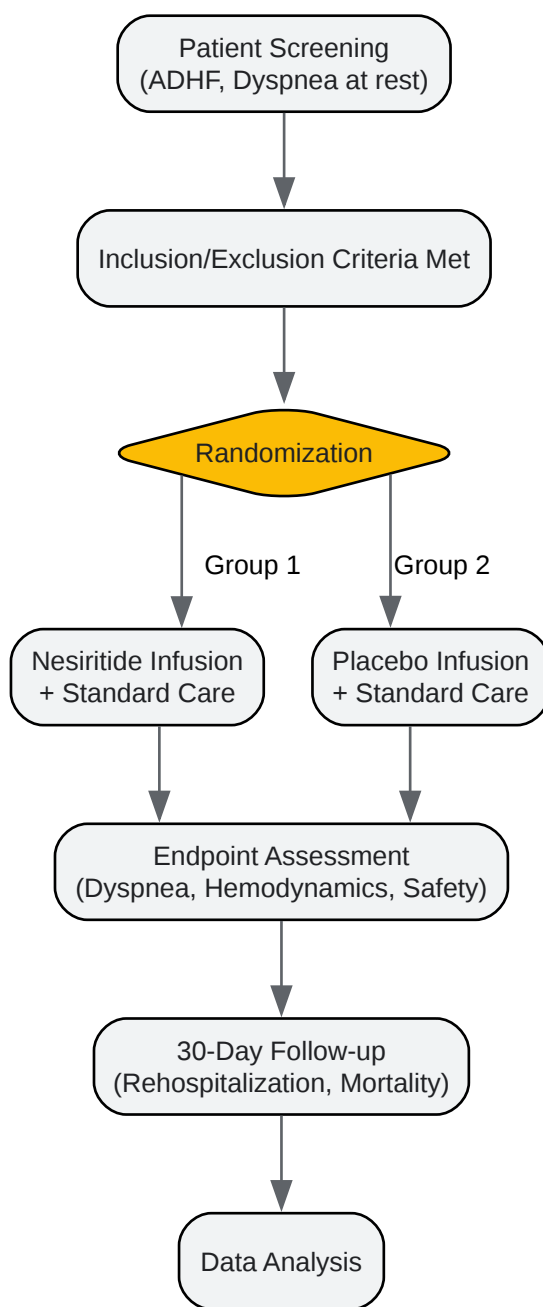 Patient Screening
(ADHF, Dyspnea at rest)
Inclusion/Exclusion Criteria Met
Randomization
Group 1
Group 2
Nesiritide Infusion
+ Standard Care
Placebo Infusion
+ Standard Care
Endpoint Assessment
(Dyspnea, Hemodynamics, Safety)
30-Day Follow-up
(Rehospitalization, Mortality)
Data Analysis